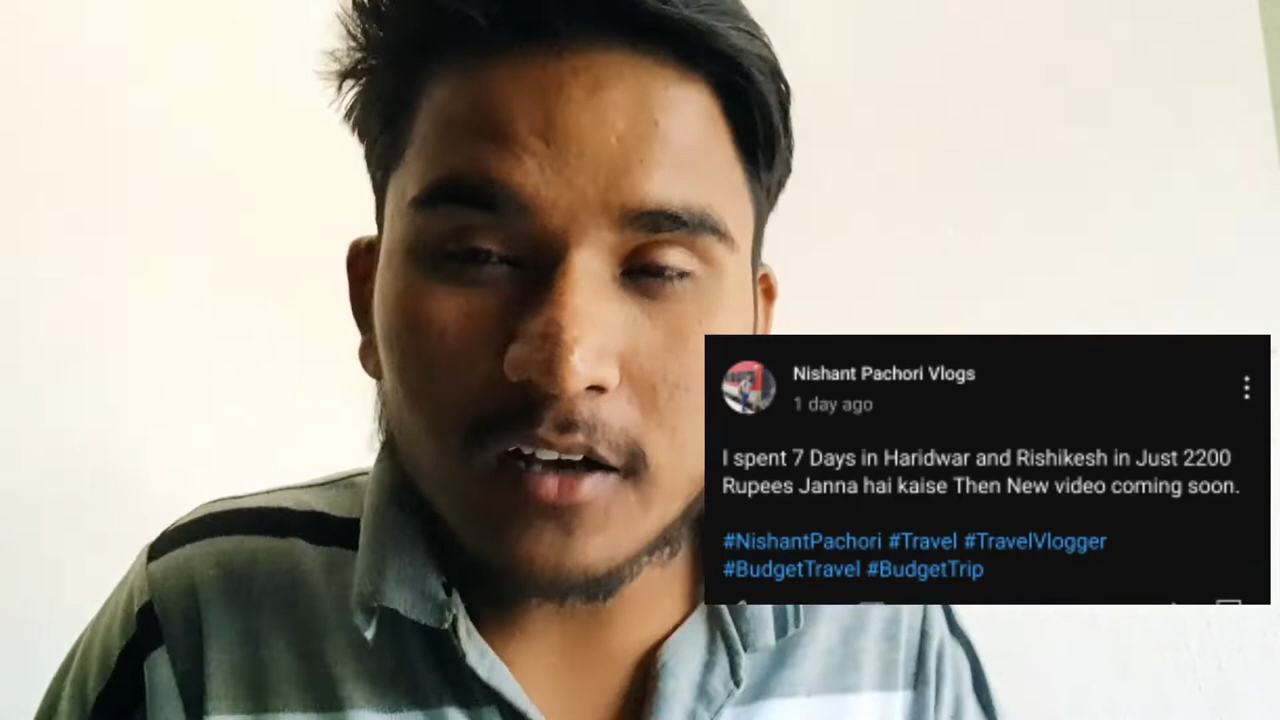 Nishant Pachori Vlogs
1 day ago
I spent 7 Days in Haridwar and Rishikesh in Just 2200
Rupees Janna hai kaise Then New video coming soon.
#NishantPachori #Travel #TravelVlogger
#BudgetTravel #BudgetTrip